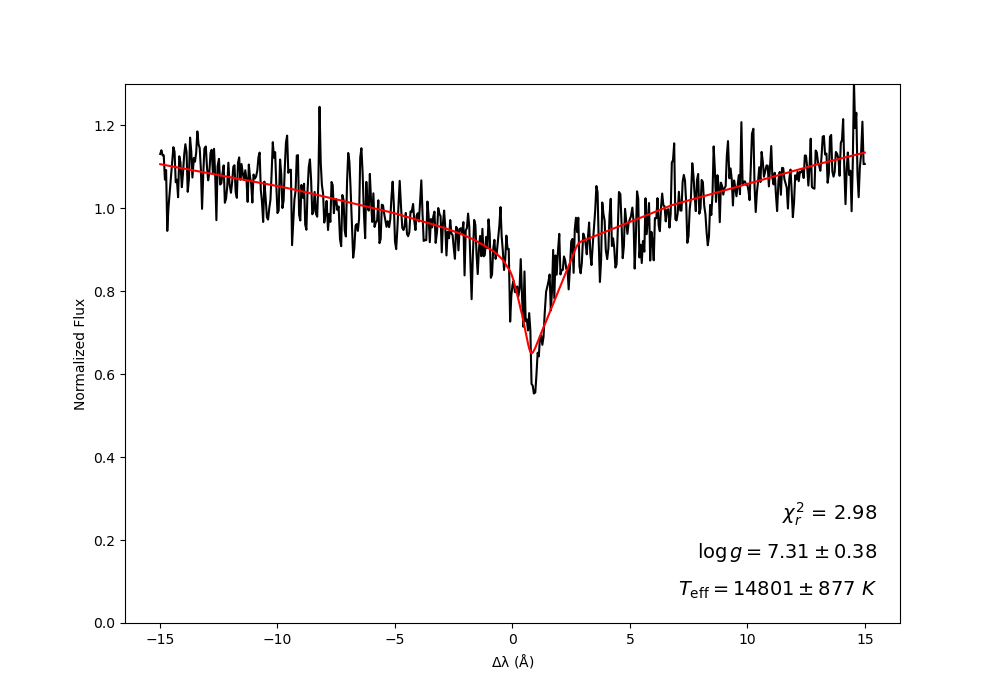 1.2
1.0
0.8
0.6
0.4
0.2
0.0
Normalized Flux
χ²ᵣ = 2.98
log g = 7.31 ± 0.38
T_eff = 14801 ± 877 K
−15 −10 −5 0 5 10 15
Δλ (Å)